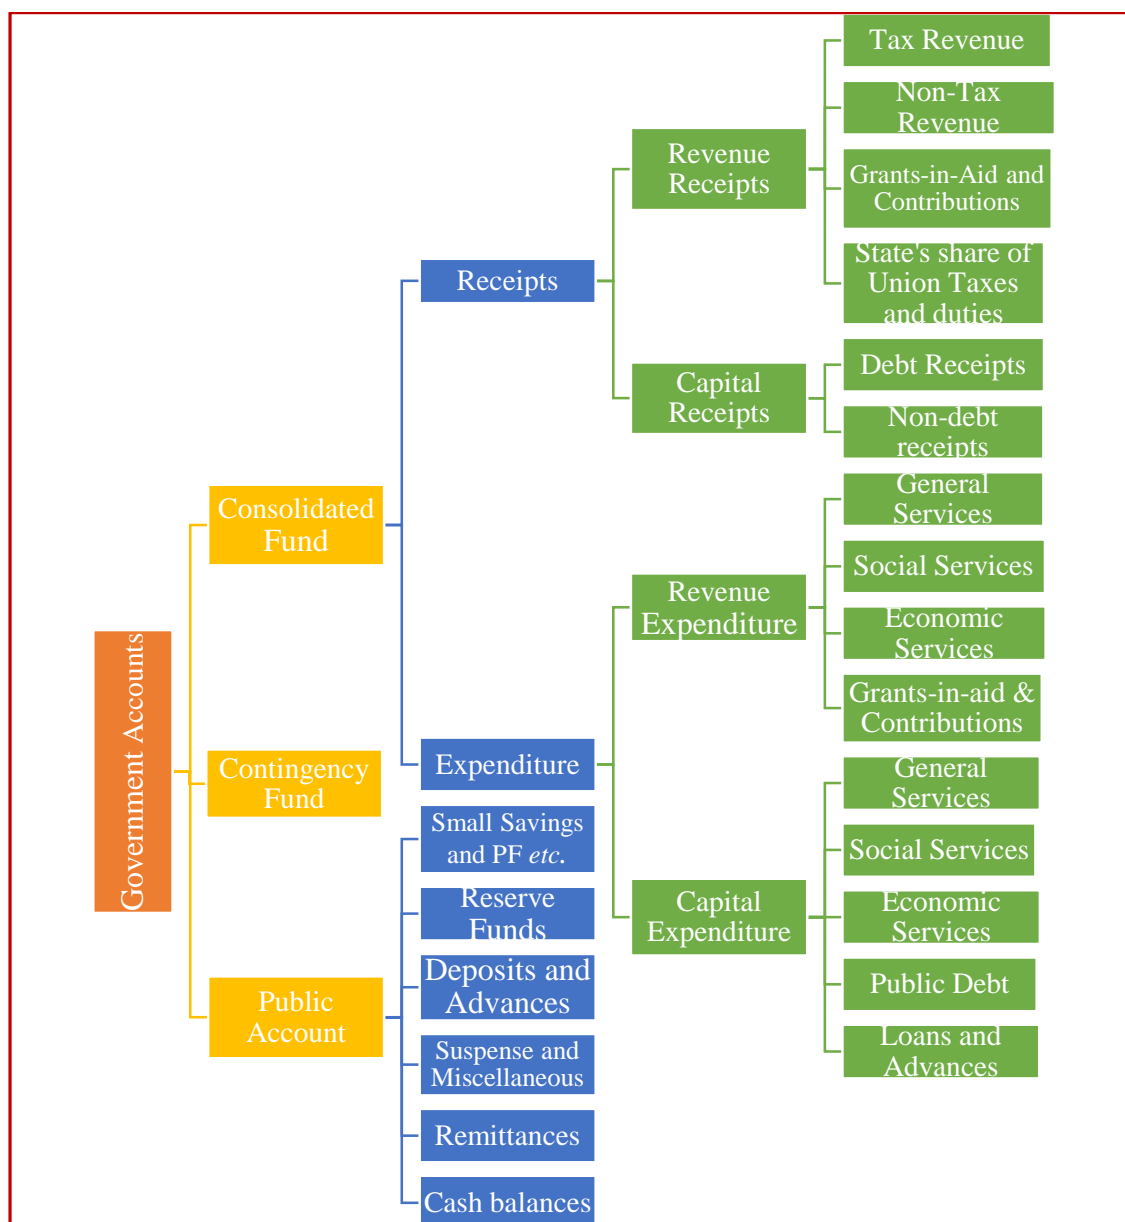 Government Accounts
Consolidated
Fund
Contingency
Fund
Public
Account
Receipts
Expenditure
Small Savings
and PF etc.
Reserve
Funds
Deposits and
Advances
Suspense and
Miscellaneous
Remittances
Cash balances
Revenue
Receipts
Capital
Receipts
Revenue
Expenditure
Capital
Expenditure
Tax Revenue
Non-Tax
Revenue
Grants-in-Aid and
Contributions
State's share of
Union Taxes
and duties
Debt Receipts
Non-debt
receipts
General
Services
Social Services
Economic
Services
Grants-in-aid &
Contributions
General
Services
Social Services
Economic
Services
Public Debt
Loans and
Advances